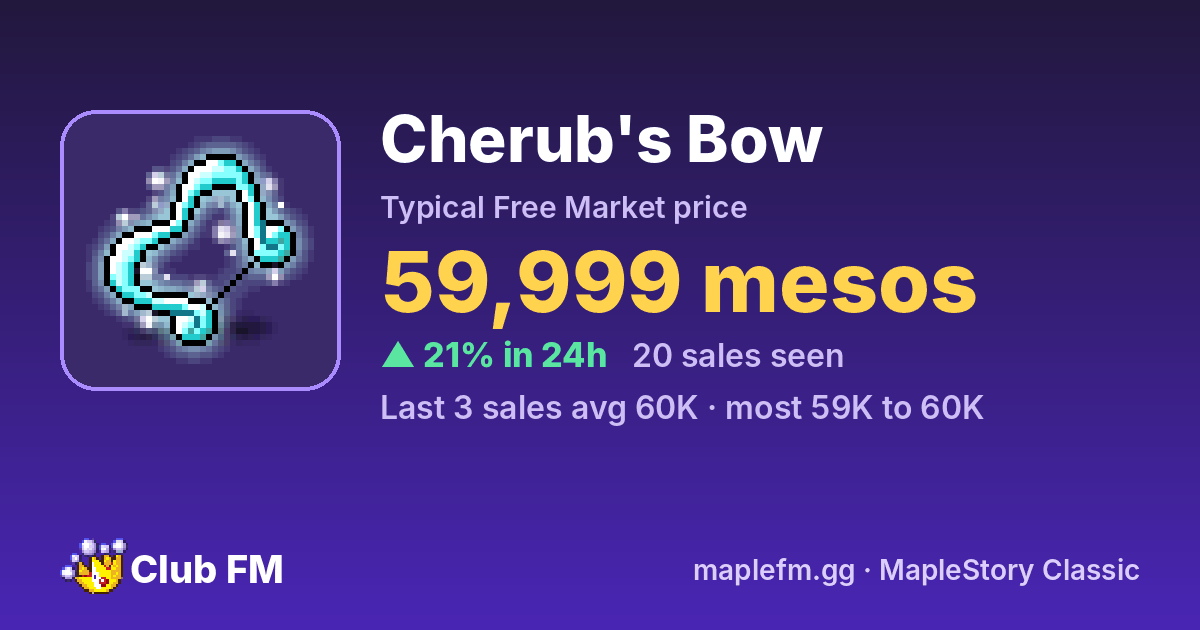 Cherub's Bow
Typical Free Market price
59,999 mesos
▲ 21% in 24h 20 sales seen
Last 3 sales avg 60K · most 59K to 60K
Club FM
maplefm.gg · MapleStory Classic